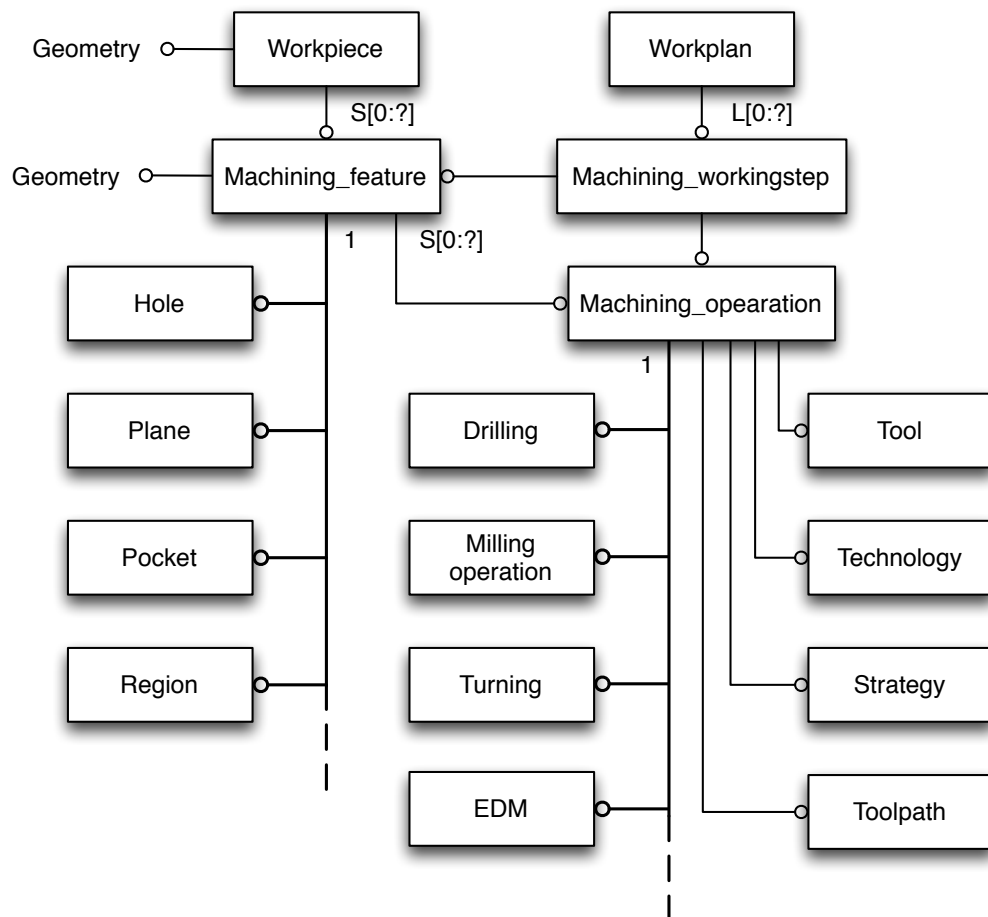 Geometry
Workpiece
Workplan
S[0:?]
L[0:?]
Geometry
Machining_feature
Machining_workingstep
1
S[0:?]
Hole
Machining_opearation
1
Plane
Drilling
Tool
Pocket
Milling
operation
Technology
Region
Turning
Strategy
EDM
Toolpath